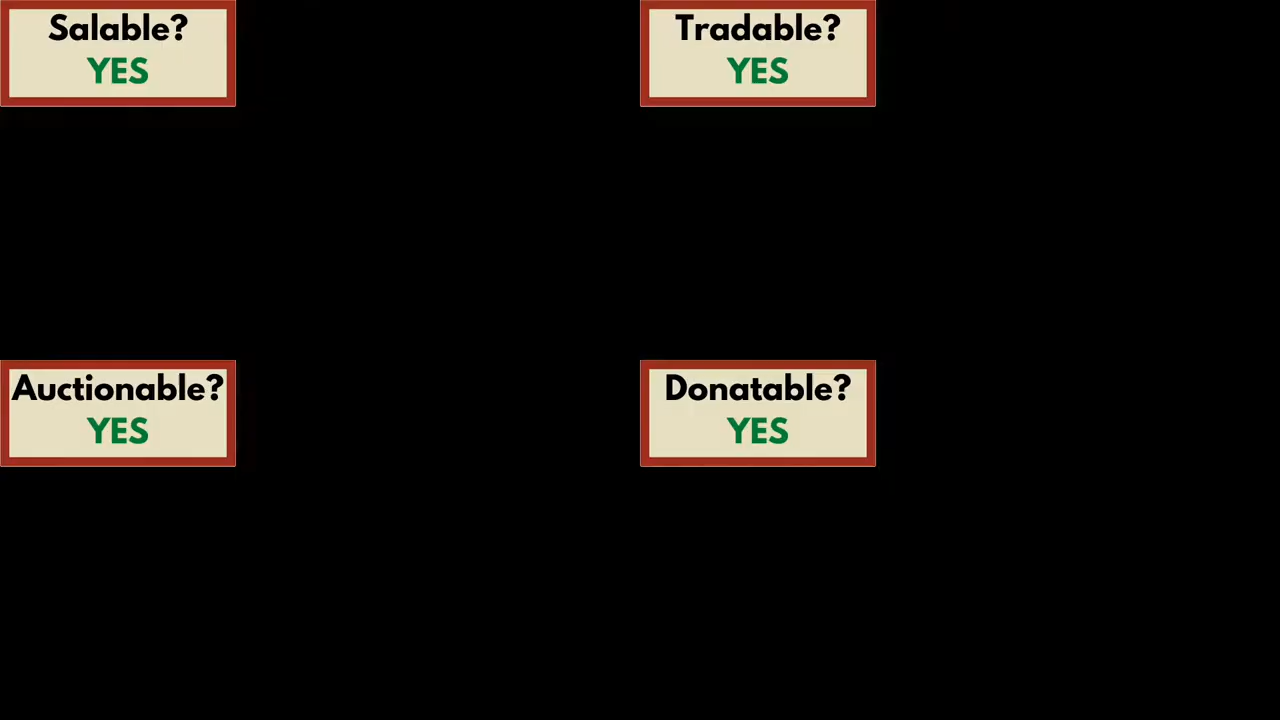 Salable?
YES
Tradable?
YES
Auctionable?
YES
Donatable?
YES